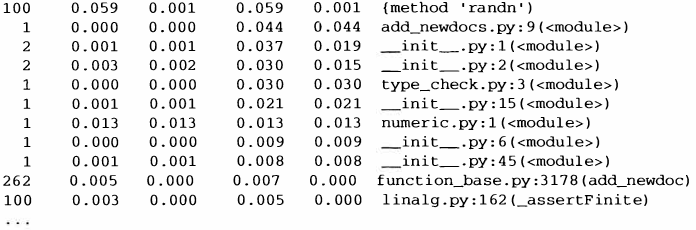 100 0.059 0.001 0.059 0.001 {method 'randn')
1 0.000 0.000 0.044 0.044 add_newdocs.py:9(<module>)
2 0.001 0.001 0.037 0.019 __init__.py:1(<module>)
2 0.003 0.002 0.030 0.015 __init__.py:2(<module>)
1 0.000 0.000 0.030 0.030 type_check.py:3(<module>)
1 0.001 0.001 0.021 0.021 __init__.py:15(<module>)
1 0.013 0.013 0.013 0.013 numeric.py:1(<module>)
1 0.000 0.000 0.009 0.009 __init__.py:6(<module>)
1 0.001 0.001 0.008 0.008 __init__.py:45(<module>)
262 0.005 0.000 0.007 0.000 function_base.py:3178(add_newdoc)
100 0.003 0.000 0.005 0.000 linalg.py:162(_assertFinite)
...